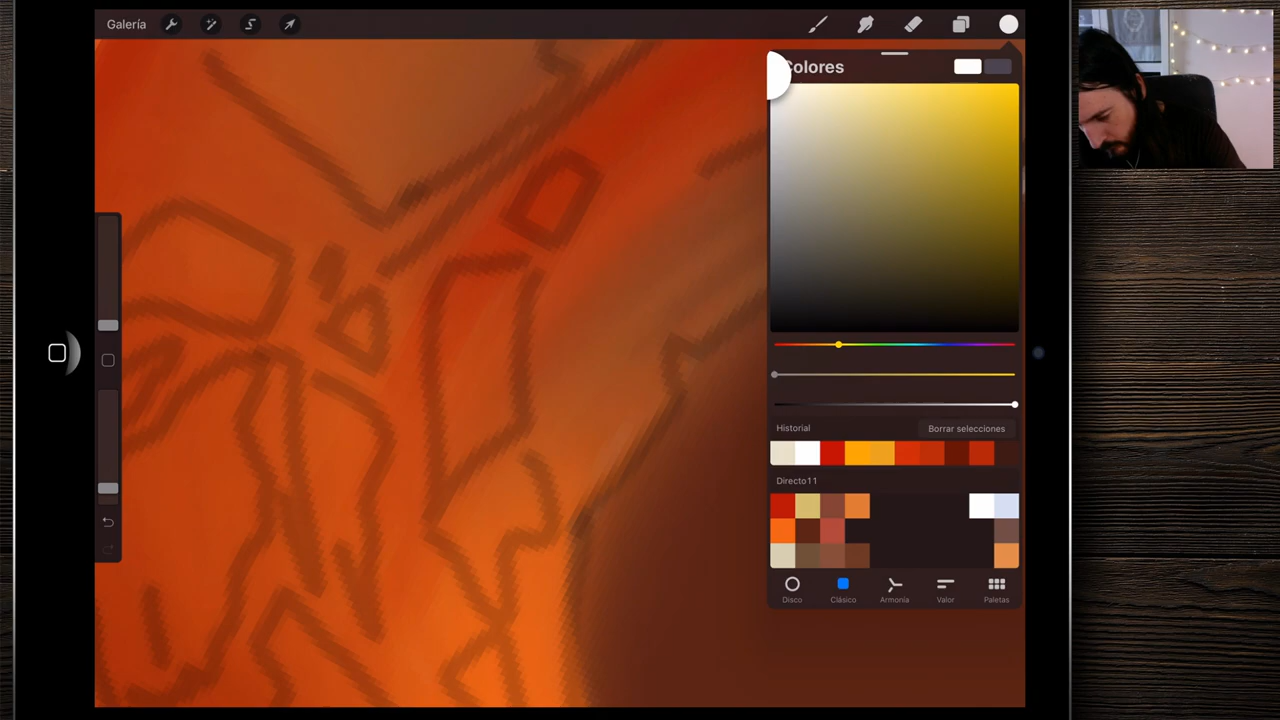 Galería
Colores
Historial
Borrar selecciones
Directo11
Disco
Clásico
Armonía
Valor
Paletas